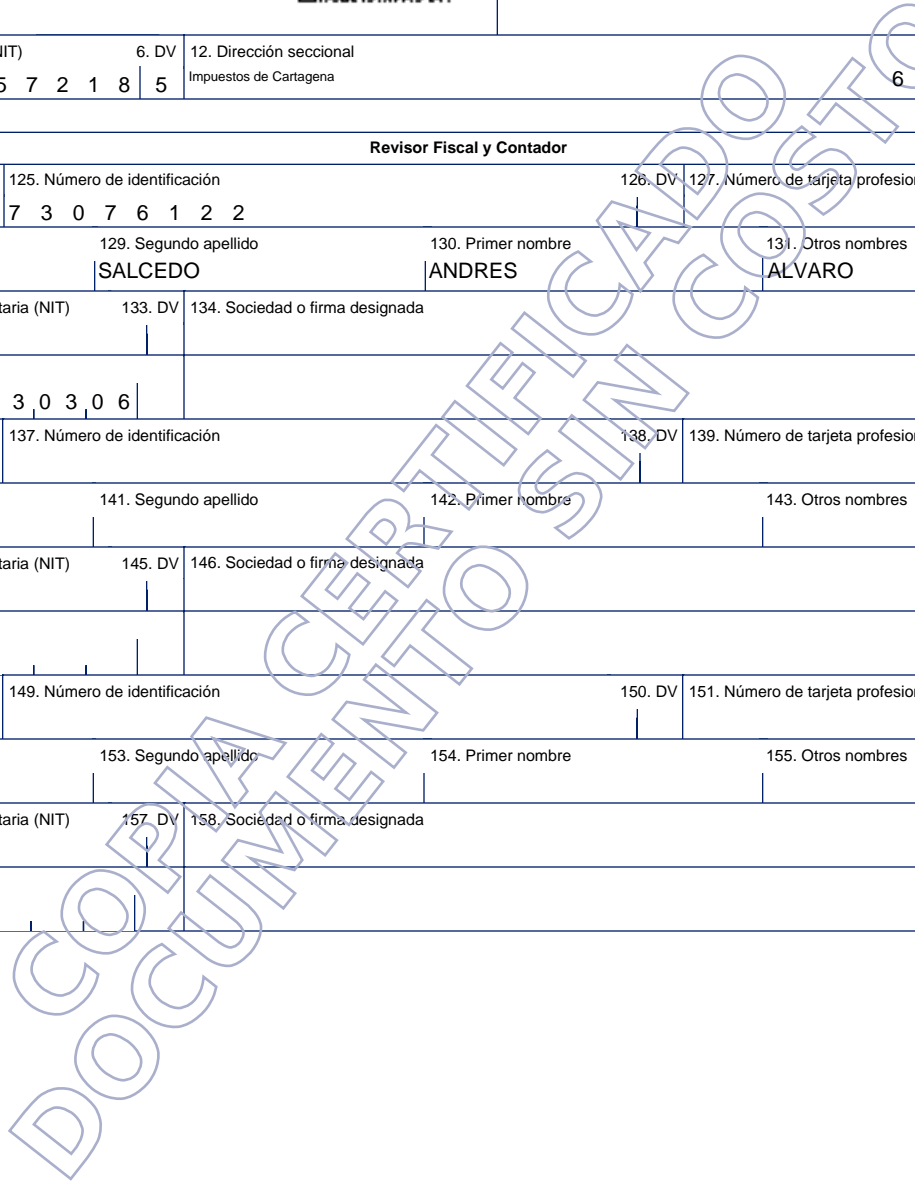 NIT) 6. DV 12. Dirección seccional
5 7 2 1 8 5 Impuestos de Cartagena 6
Revisor Fiscal y Contador
125. Número de identificación 126. DV 127. Número de tarjeta profesion
7 3 0 7 6 1 2 2
129. Segundo apellido 130. Primer nombre 131. Otros nombres
SALCEDO ANDRES ALVARO
taria (NIT) 133. DV 134. Sociedad o firma designada
3 0 3 0 6
137. Número de identificación 138. DV 139. Número de tarjeta profesion
141. Segundo apellido 142. Primer nombre 143. Otros nombres
taria (NIT) 145. DV 146. Sociedad o firma designada
149. Número de identificación 150. DV 151. Número de tarjeta profesion
153. Segundo apellido 154. Primer nombre 155. Otros nombres
taria (NIT) 157. DV 158. Sociedad o firma designada
COPIA CERTIFICADO
DOCUMENTO SIN COSTO